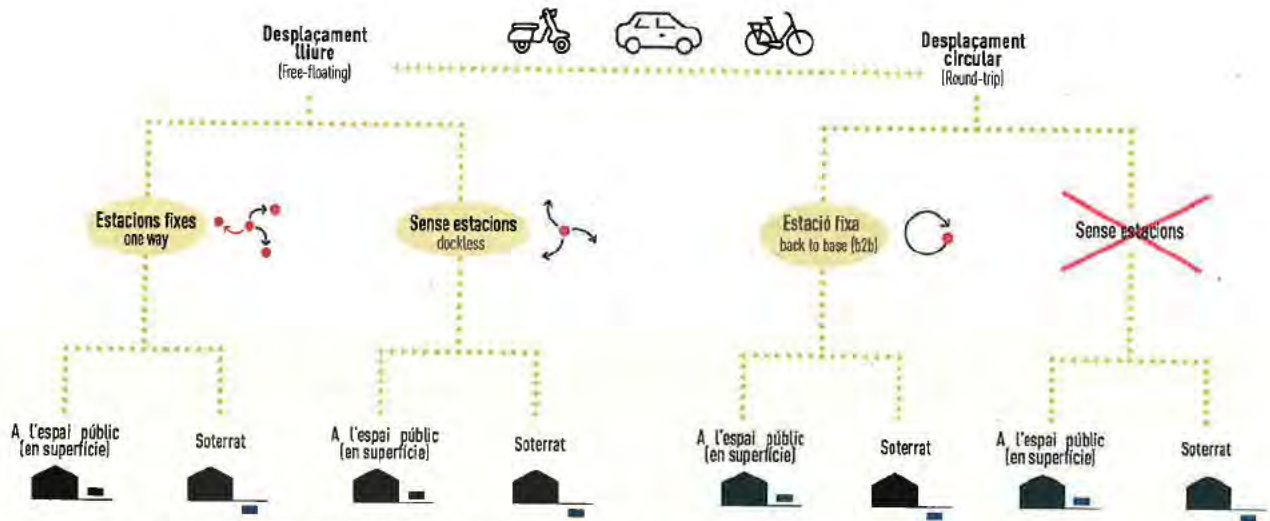 Desplaçament
lliure
(Free-floating)
Desplaçament
circular
(Round-trip)
Estacions fixes
one way
Sense estacions
dockless
Estació fixa
back to base (b2b)
Sense estacions
A l'espai públic
(en superfície)
Soterrat
A l'espai públic
(en superfície)
Soterrat
A l'espai públic
(en superfície)
Soterrat
A l'espai públic
(en superfície)
Soterrat